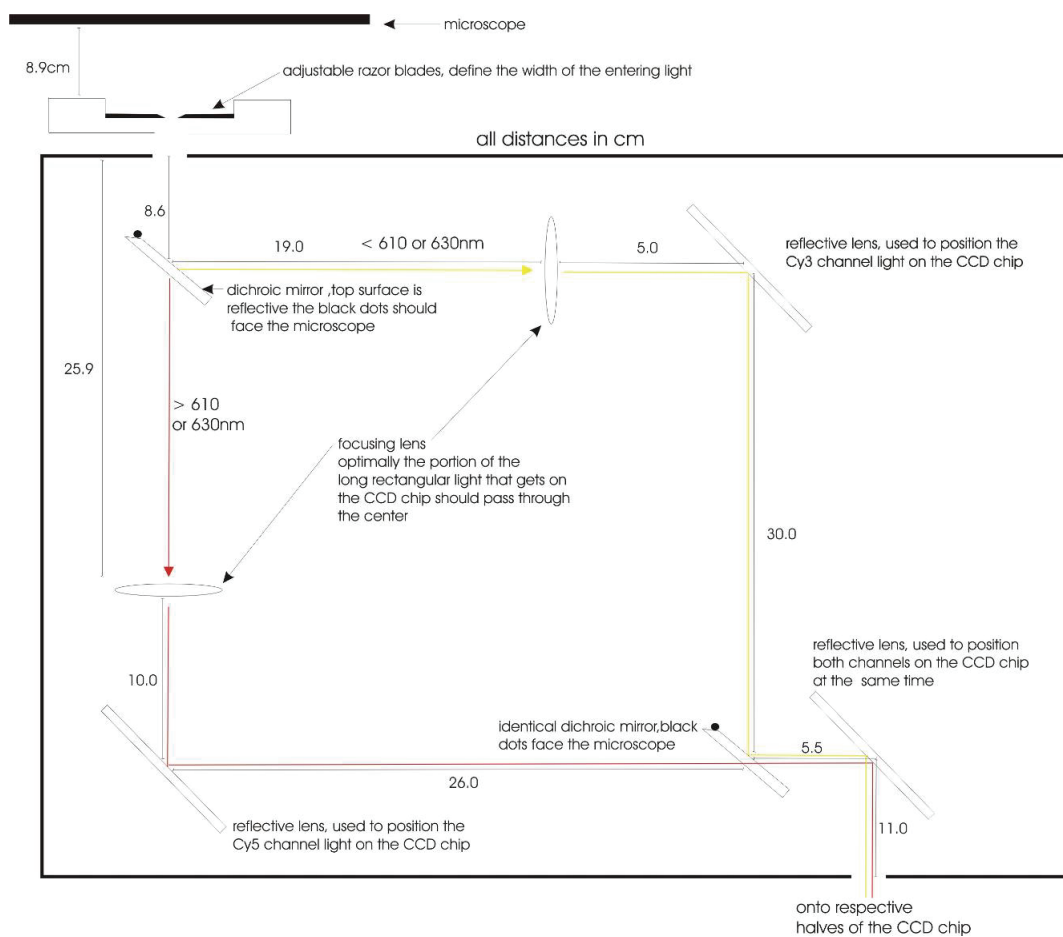 microscope
8.9cm
adjustable razor blades, define the width of the entering light
all distances in cm
8.6
19.0
< 610 or 630nm
5.0
reflective lens, used to position the
Cy3 channel light on the CCD chip
dichroic mirror ,top surface is
reflective the black dots should
face the microscope
25.9
> 610
or 630nm
focusing lens
optimally the portion of the
long rectangular light that gets on
the CCD chip should pass through
the center
30.0
reflective lens, used to position
both channels on the CCD chip
at the same time
10.0
identical dichroic mirror,black
dots face the microscope
5.5
26.0
reflective lens, used to position the
Cy5 channel light on the CCD chip
11.0
onto respective
halves of the CCD chip